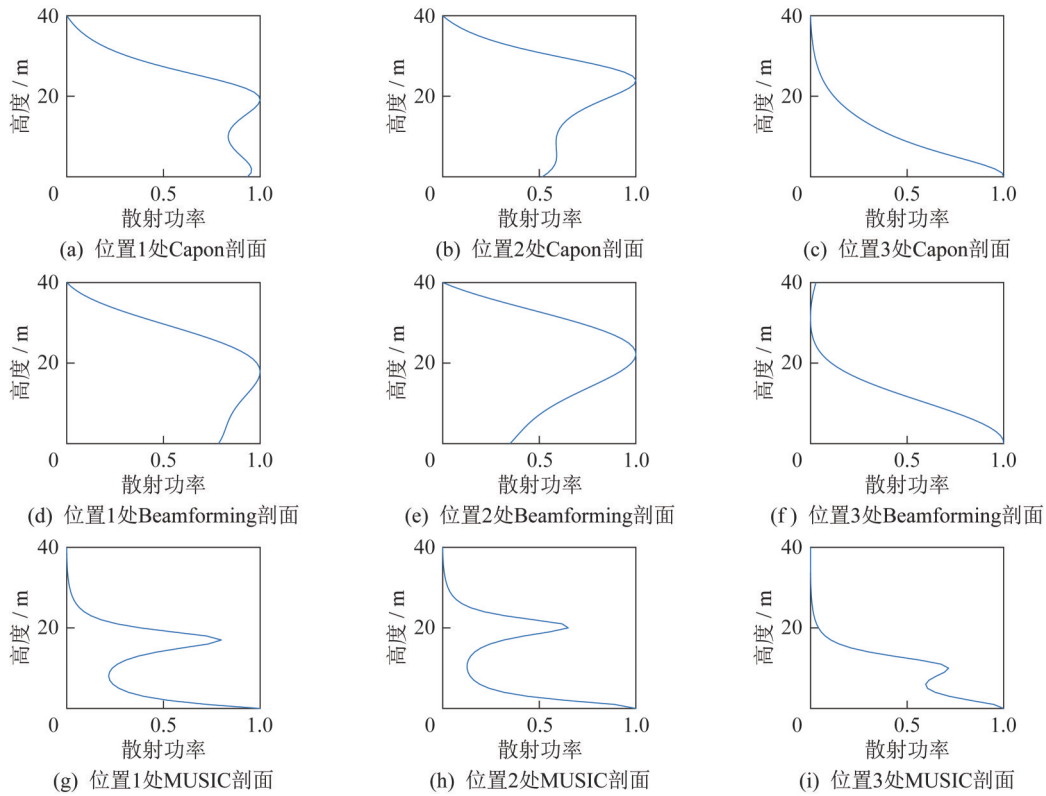 40
20
0
0.5
1.0
高度 / m
散射功率
(a) 位置1处Capon剖面
40
20
0
0.5
1.0
高度 / m
散射功率
(b) 位置2处Capon剖面
40
20
0
0.5
1.0
高度 / m
散射功率
(c) 位置3处Capon剖面
40
20
0
0.5
1.0
高度 / m
散射功率
(d) 位置1处Beamforming剖面
40
20
0
0.5
1.0
高度 / m
散射功率
(e) 位置2处Beamforming剖面
40
20
0
0.5
1.0
高度 / m
散射功率
(f ) 位置3处Beamforming剖面
40
20
0
0.5
1.0
高度 / m
散射功率
(g) 位置1处MUSIC剖面
40
20
0
0.5
1.0
高度 / m
散射功率
(h) 位置2处MUSIC剖面
40
20
0
0.5
1.0
高度 / m
散射功率
(i) 位置3处MUSIC剖面